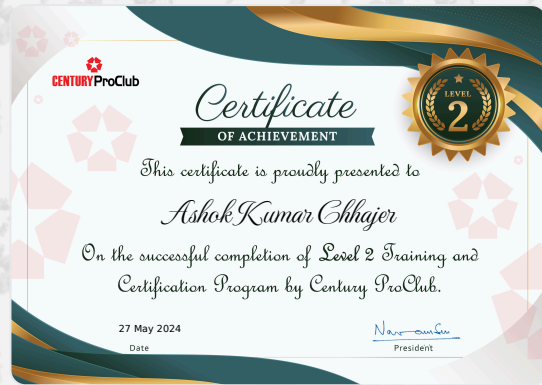 CENTURY ProClub
Certificate
OF ACHIEVEMENT
LEVEL
2
This certificate is proudly presented to
Ashok Kumar Chhajer
On the successful completion of Level 2 Training and
Certification Program by Century ProClub.
27 May 2024
Date
President